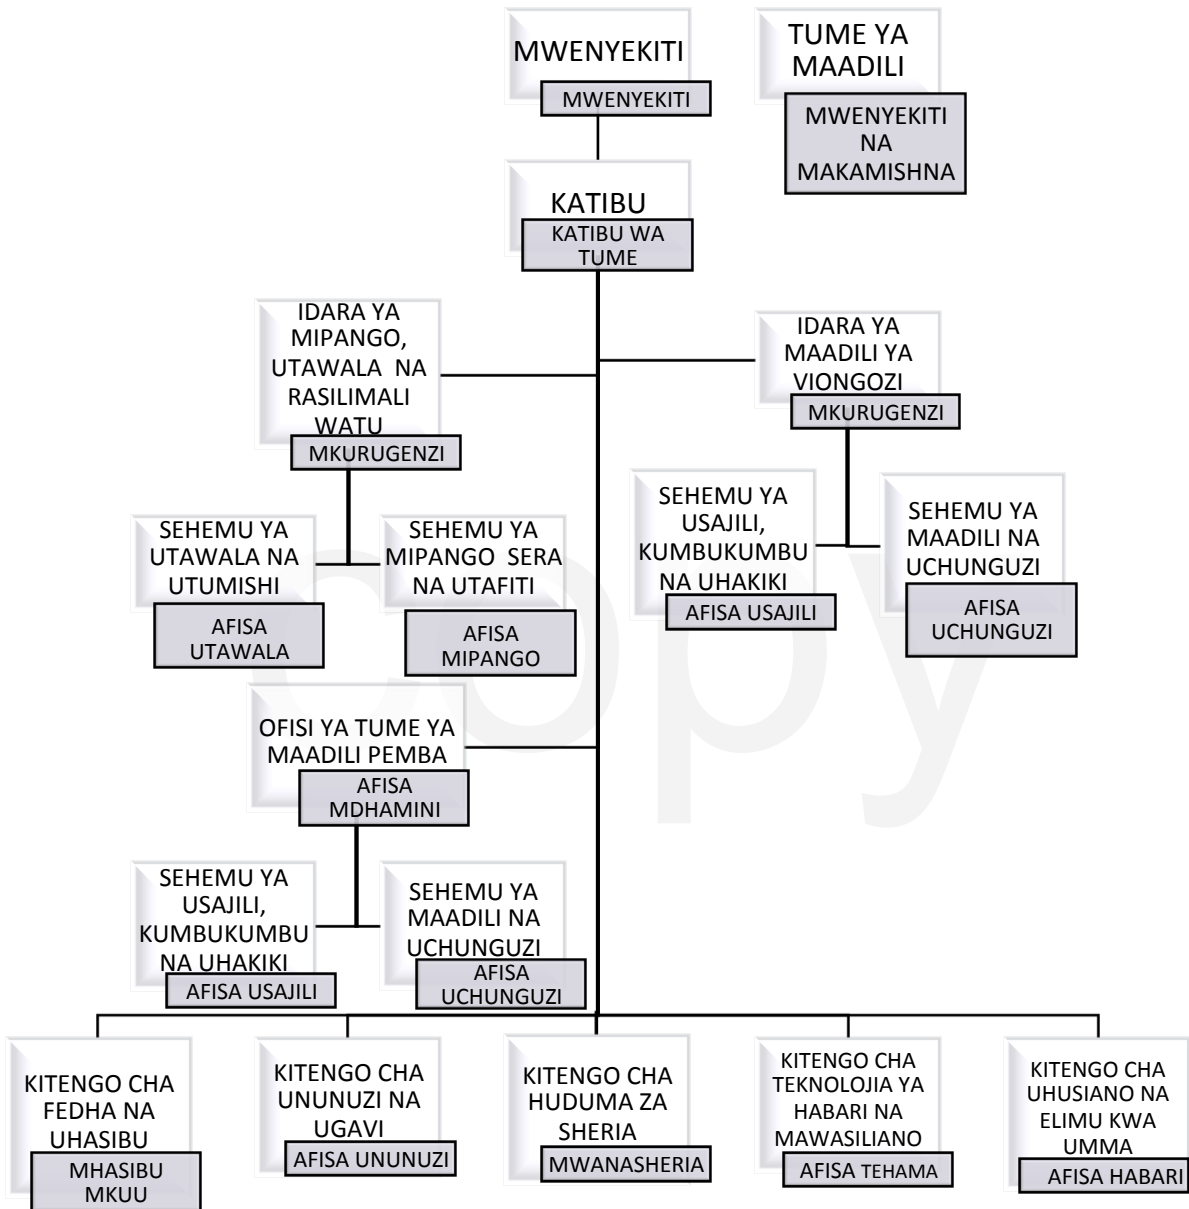 MWENYEKITI
MWENYEKITI
TUME YA
MAADILI
MWENYEKITI
NA
MAKAMISHNA
KATIBU
KATIBU WA
TUME
IDARA YA
MIPANGO,
UTAWALA NA
RASILIMALI
WATU
MKURUGENZI
IDARA YA
MAADILI YA
VIONGOZI
MKURUGENZI
SEHEMU YA
UTAWALA NA
UTUMISHI
AFISA
UTAWALA
SEHEMU YA
MIPANGO SERA
NA UTAFITI
AFISA
MIPANGO
SEHEMU YA
USAJILI,
KUMBUKUMBU
NA UHAKIKI
AFISA USAJILI
SEHEMU YA
MAADILI NA
UCHUNGUZI
AFISA
UCHUNGUZI
copy
OFISI YA TUME YA
MAADILI PEMBA
AFISA
MDHAMINI
SEHEMU YA
USAJILI,
KUMBUKUMBU
NA UHAKIKI
AFISA USAJILI
SEHEMU YA
MAADILI NA
UCHUNGUZI
AFISA
UCHUNGUZI
KITENGO CHA
FEDHA NA
UHASIBU
MHASIBU
MKUU
KITENGO CHA
UNUNUZI NA
UGAVI
AFISA UNUNUZI
KITENGO CHA
HUDUMA ZA
SHERIA
MWANASHERIA
KITENGO CHA
TEKNOLOJIA YA
HABARI NA
MAWASILIANO
AFISA TEHAMA
KITENGO CHA
UHUSIANO NA
ELIMU KWA
UMMA
AFISA HABARI